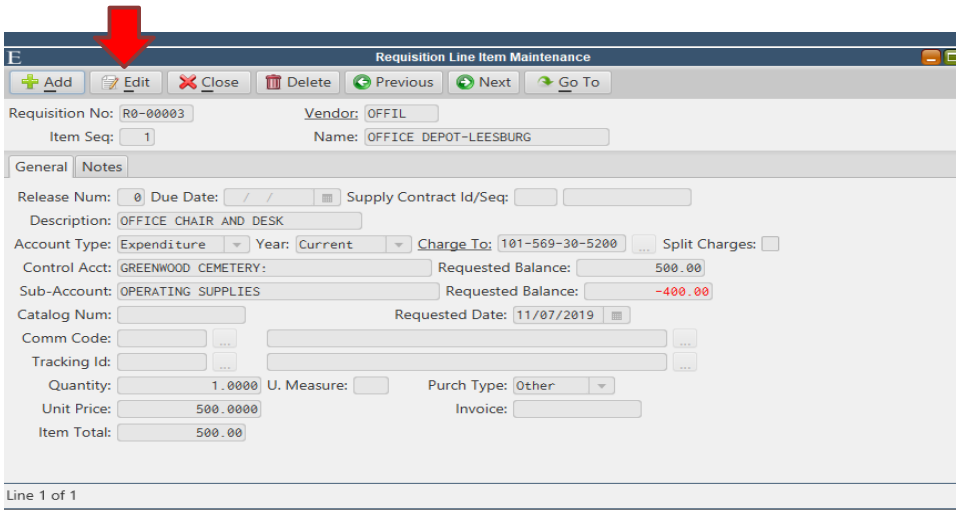 E Requisition Line Item Maintenance
Add Edit Close Delete Previous Next Go To
Requisition No: R0-00003 Vendor: OFFIL
Item Seq: 1 Name: OFFICE DEPOT-LEESBURG
General Notes
Release Num: 0 Due Date: / / Supply Contract Id/Seq:
Description: OFFICE CHAIR AND DESK
Account Type: Expenditure Year: Current Charge To: 101-569-30-5200 ... Split Charges:
Control Acct: GREENWOOD CEMETERY: Requested Balance: 500.00
Sub-Account: OPERATING SUPPLIES Requested Balance: -400.00
Catalog Num: Requested Date: 11/07/2019
Comm Code: ... ...
Tracking Id: ... ...
Quantity: 1.0000 U. Measure: Purch Type: Other
Unit Price: 500.0000 Invoice:
Item Total: 500.00
Line 1 of 1